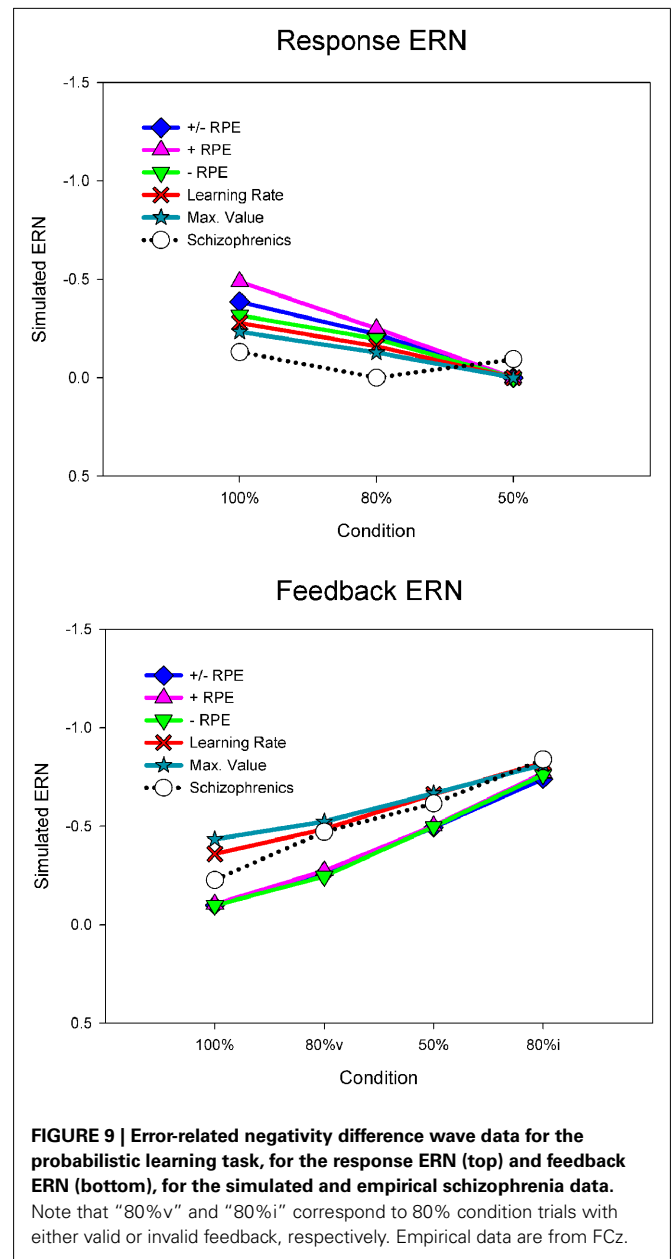 Response ERN
-1.5
-1.0
-0.5
0.0
0.5
Simulated ERN
+/- RPE
+ RPE
- RPE
Learning Rate
Max. Value
Schizophrenics
100% 80% 50%
Condition
Feedback ERN
-1.5
-1.0
-0.5
0.0
0.5
Simulated ERN
+/- RPE
+ RPE
- RPE
Learning Rate
Max. Value
Schizophrenics
100% 80%v 50% 80%i
Condition
FIGURE 9 | Error-related negativity difference wave data for the
probabilistic learning task, for the response ERN (top) and feedback
ERN (bottom), for the simulated and empirical schizophrenia data.
Note that “80%v” and “80%i” correspond to 80% condition trials with
either valid or invalid feedback, respectively. Empirical data are from FCz.